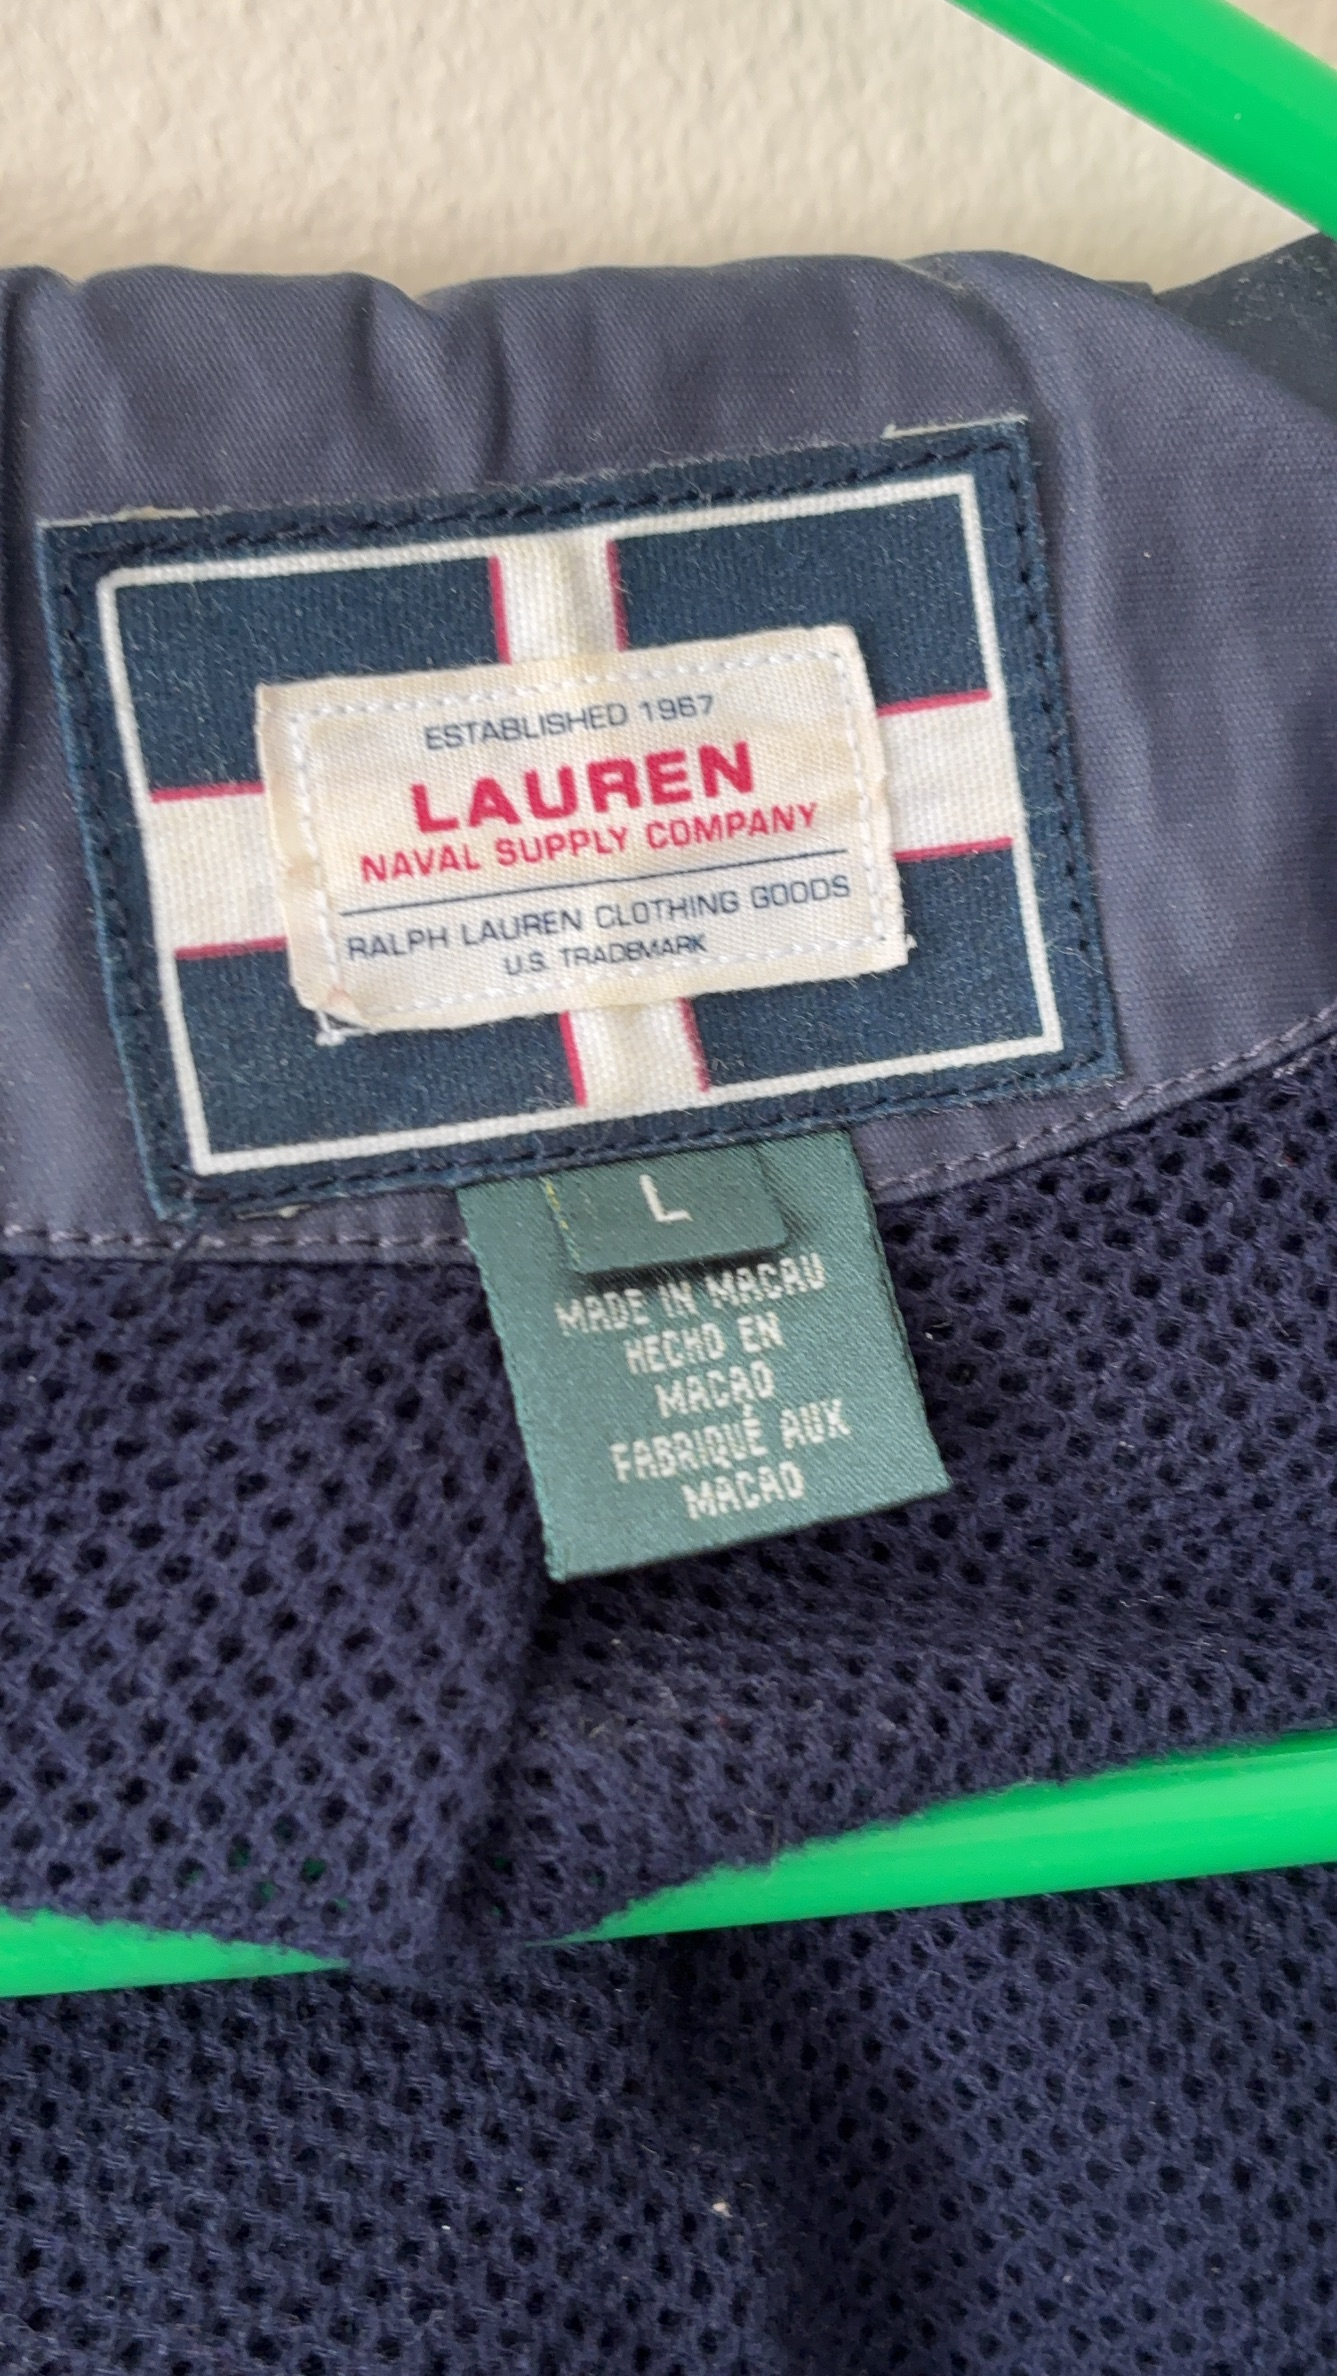 ESTABLISHED 1967
LAUREN
NAVAL SUPPLY COMPANY
RALPH LAUREN CLOTHING GOODS
U.S. TRADEMARK
L
MADE IN MACAU
HECHO EN
MACAO
FABRIQUÉ AUX
MACAO